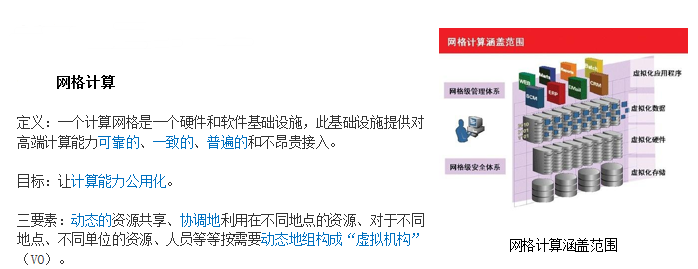 网格计算
定义：一个计算网格是一个硬件和软件基础设施，此基础设施提供对
高端计算能力可靠的、一致的、普遍的和不昂贵接入。
目标：让计算能力公用化。
三要素：动态的资源共享、协调地利用在不同地点的资源、对于不同
地点、不同单位的资源、人员等等按需要动态地组构成“虚拟机构”
（VO）。
网格计算涵盖范围
网格级管理体系
网格级安全体系
WEB
SCM
ERP
CRM
虚拟化应用程序
虚拟化数据
虚拟化硬件
虚拟化存储
网格计算涵盖范围